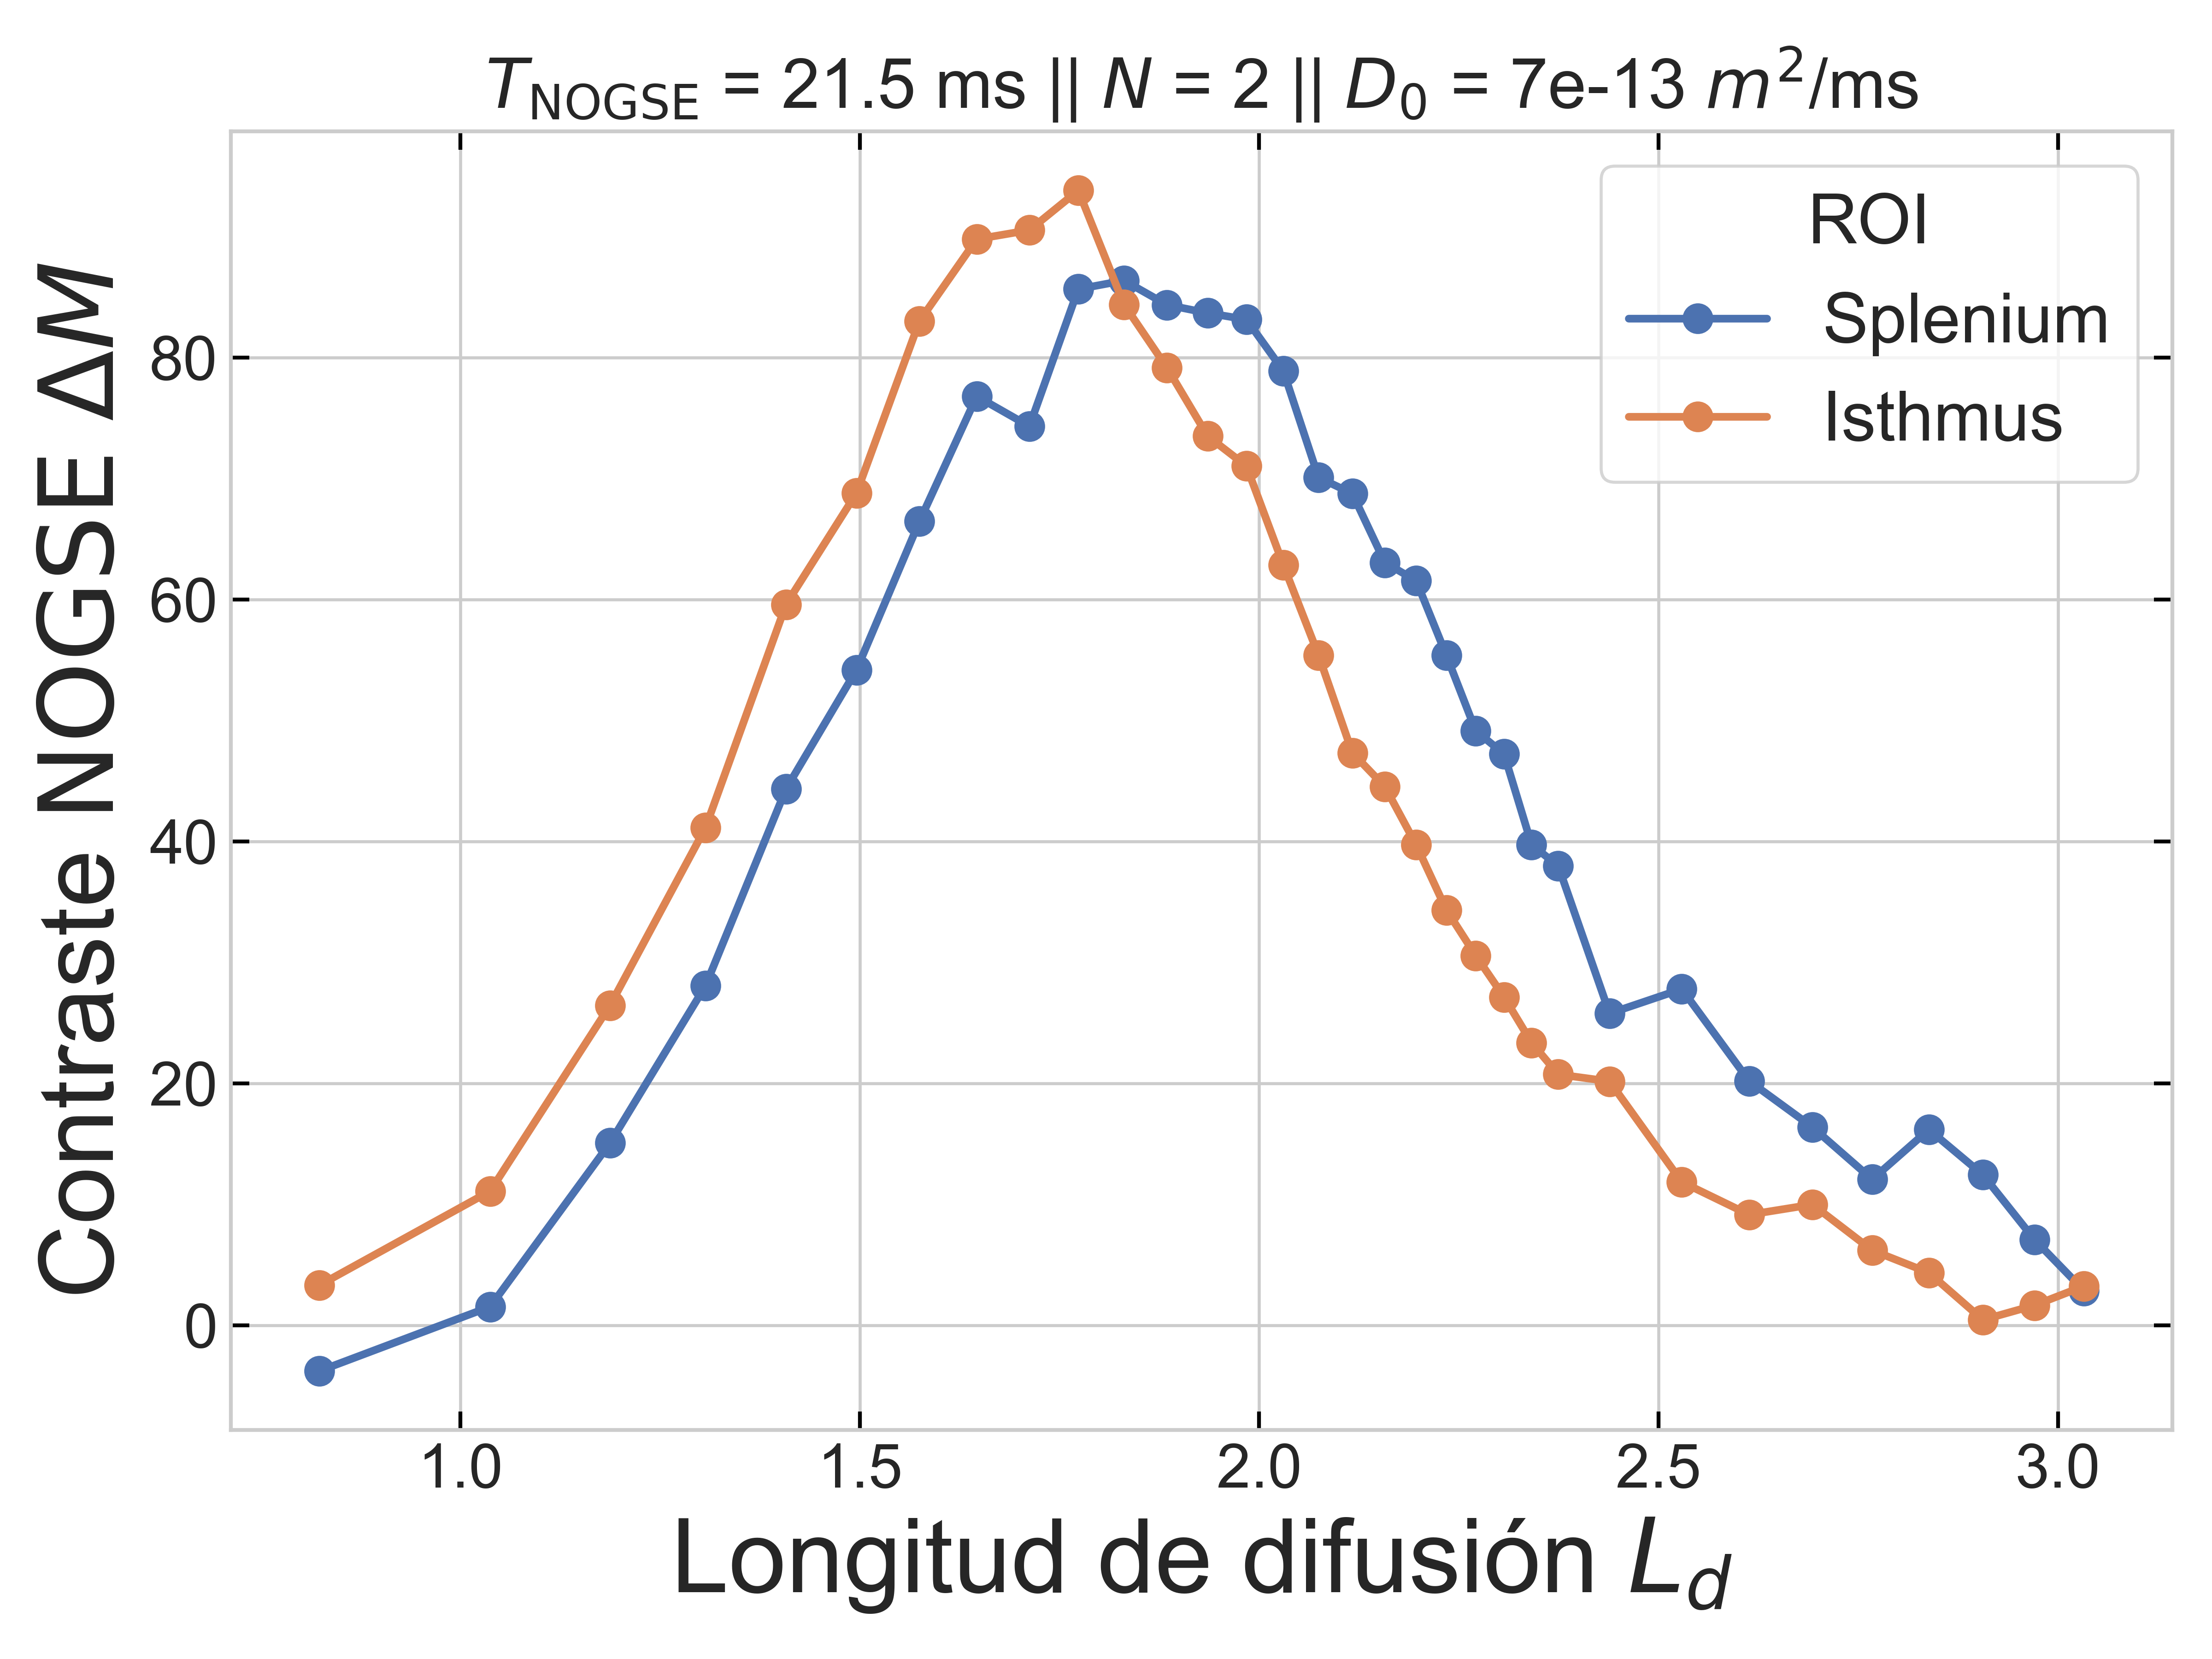 T_NOGSE = 21.5 ms || N = 2 || D_0 = 7e-13 m^2/ms
Contraste NOGSE ΔM
80
60
40
20
0
ROI
Splenium
Isthmus
1.0 1.5 2.0 2.5 3.0
Longitud de difusión L_d